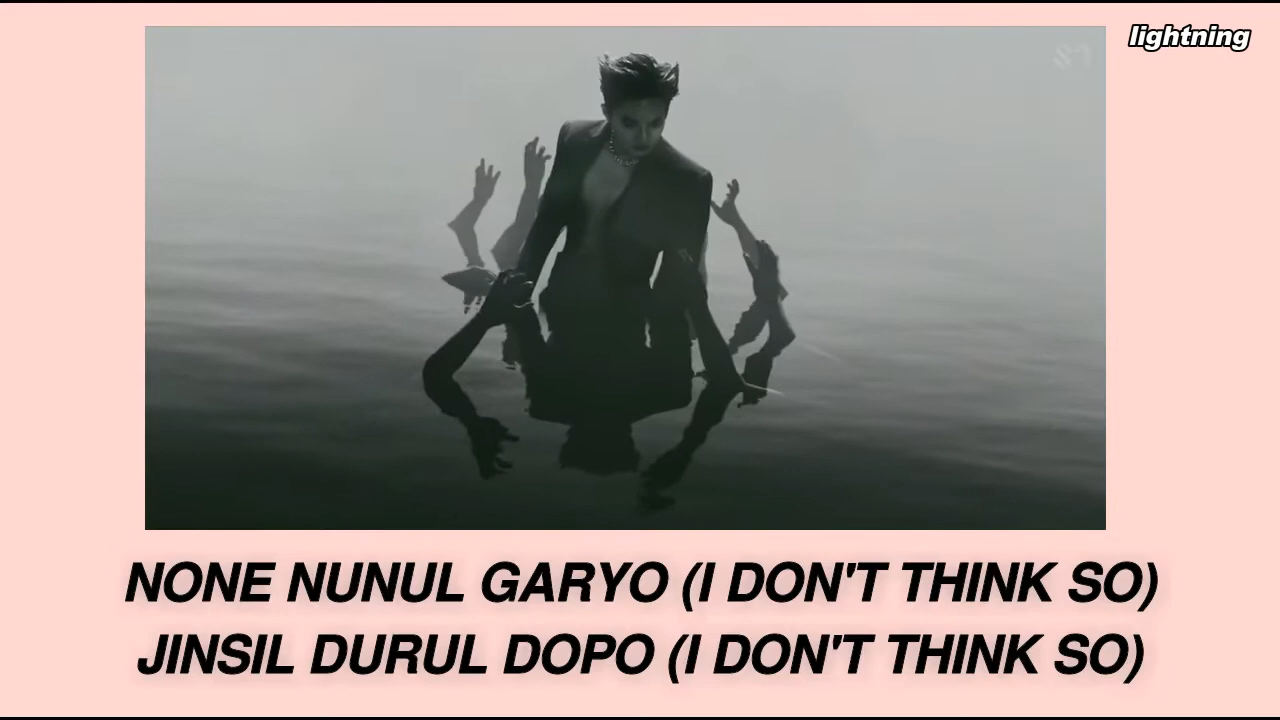 lightning
NONE NUNUL GARYO (I DON'T THINK SO)
JINSIL DURUL DOPO (I DON'T THINK SO)